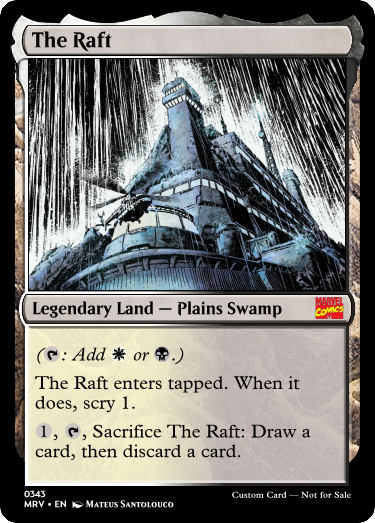 The Raft
Legendary Land — Plains Swamp
MARVEL
COMICS
(: Add or .)
The Raft enters tapped. When it
does, scry 1.
1, , Sacrifice The Raft: Draw a
card, then discard a card.
0343
MRV • EN Mateus Santolouco
Custom Card — Not for Sale